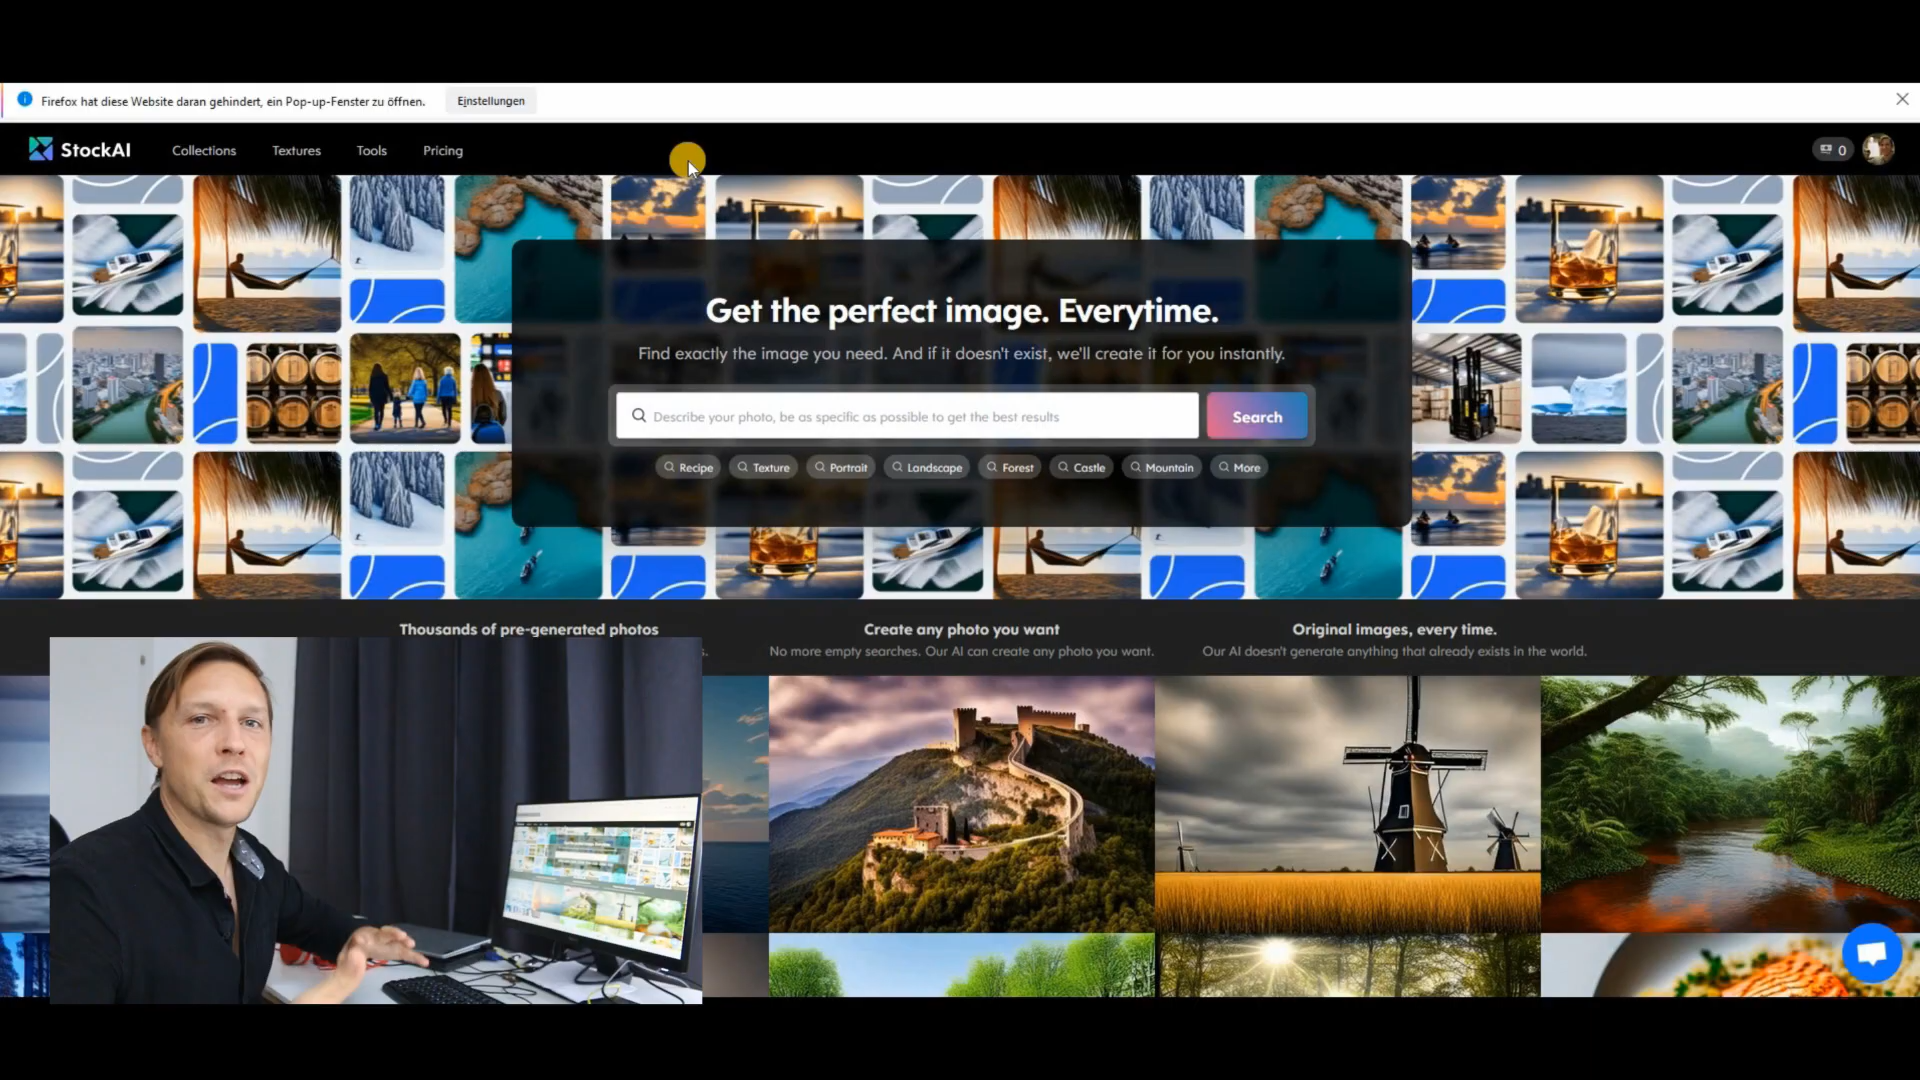 Firefox hat diese Website daran gehindert, ein Pop-up-Fenster zu öffnen.
Einstellungen
StockAI
Collections
Textures
Tools
Pricing
0
Get the perfect image. Everytime.
Find exactly the image you need. And if it doesn't exist, we'll create it for you instantly.
Describe your photo, be as specific as possible to get the best results
Search
Recipe
Texture
Portrait
Landscape
Forest
Castle
Mountain
More
Thousands of pre-generated photos
Create any photo you want
No more empty searches. Our AI can create any photo you want.
Original images, every time.
Our AI doesn't generate anything that already exists in the world.